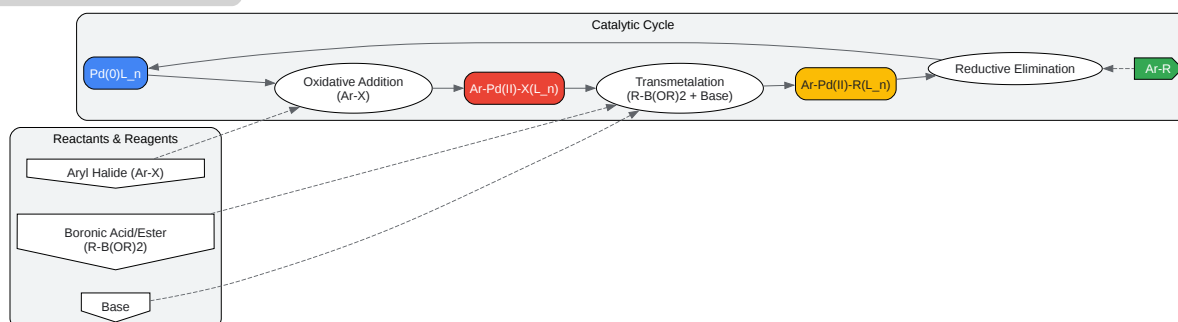 Catalytic Cycle
Pd(0)L_n
Oxidative Addition
(Ar-X)
Ar-Pd(II)-X(L_n)
Transmetalation
(R-B(OR)2 + Base)
Ar-Pd(II)-R(L_n)
Reductive Elimination
Ar-R
Reactants & Reagents
Aryl Halide (Ar-X)
Boronic Acid/Ester
(R-B(OR)2)
Base